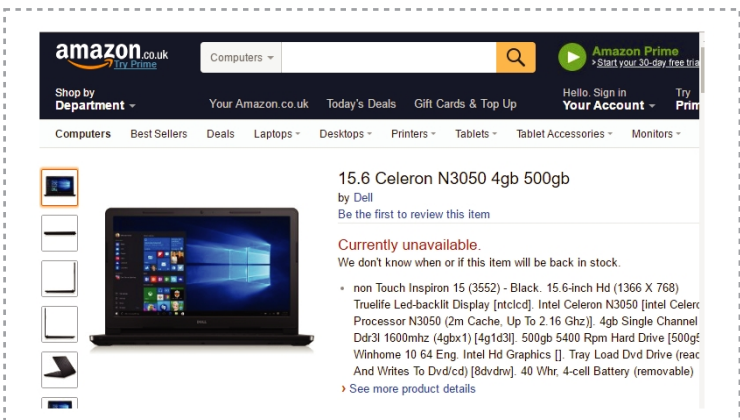 amazon.co.uk
Try Prime
Computers
Amazon Prime
> Start your 30-day free tria
Shop by
Department
Your Amazon.co.uk Today's Deals Gift Cards & Top Up
Hello. Sign in
Your Account
Try
Prim
Computers Best Sellers Deals Laptops Desktops Printers Tablets Tablet Accessories Monitors
15.6 Celeron N3050 4gb 500gb
by Dell
Be the first to review this item
Currently unavailable.
We don't know when or if this item will be back in stock.
• non Touch Inspiron 15 (3552) - Black. 15.6-inch Hd (1366 X 768)
Truelife Led-backlit Display [ntclcd]. Intel Celeron N3050 [intel Celerc
Processor N3050 (2m Cache, Up To 2.16 Ghz)]. 4gb Single Channel
Ddr3l 1600mhz (4gbx1) [4g1d3l]. 500gb 5400 Rpm Hard Drive [500g5
Winhome 10 64 Eng. Intel Hd Graphics []. Tray Load Dvd Drive (reac
And Writes To Dvd/cd) [8dvdrw]. 40 Whr, 4-cell Battery (removable)
› See more product details